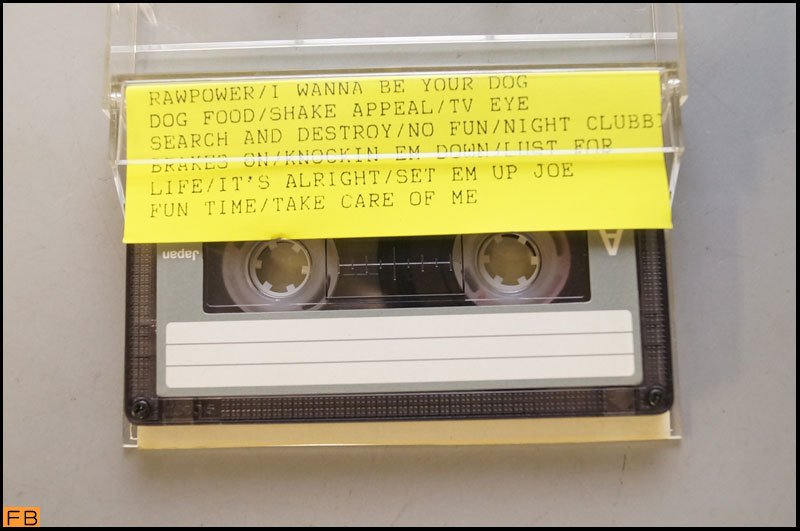 RAWPOWER/I WANNA BE YOUR DOG
DOG FOOD/SHAKE APPEAL/TV EYE
SEARCH AND DESTROY/NO FUN/NIGHT CLUBBI
BRAKES ON/KNOCKIN EM DOWN/LUST FOR
LIFE/IT'S ALRIGHT/SET EM UP JOE
FUN TIME/TAKE CARE OF ME
Japan
A
FB